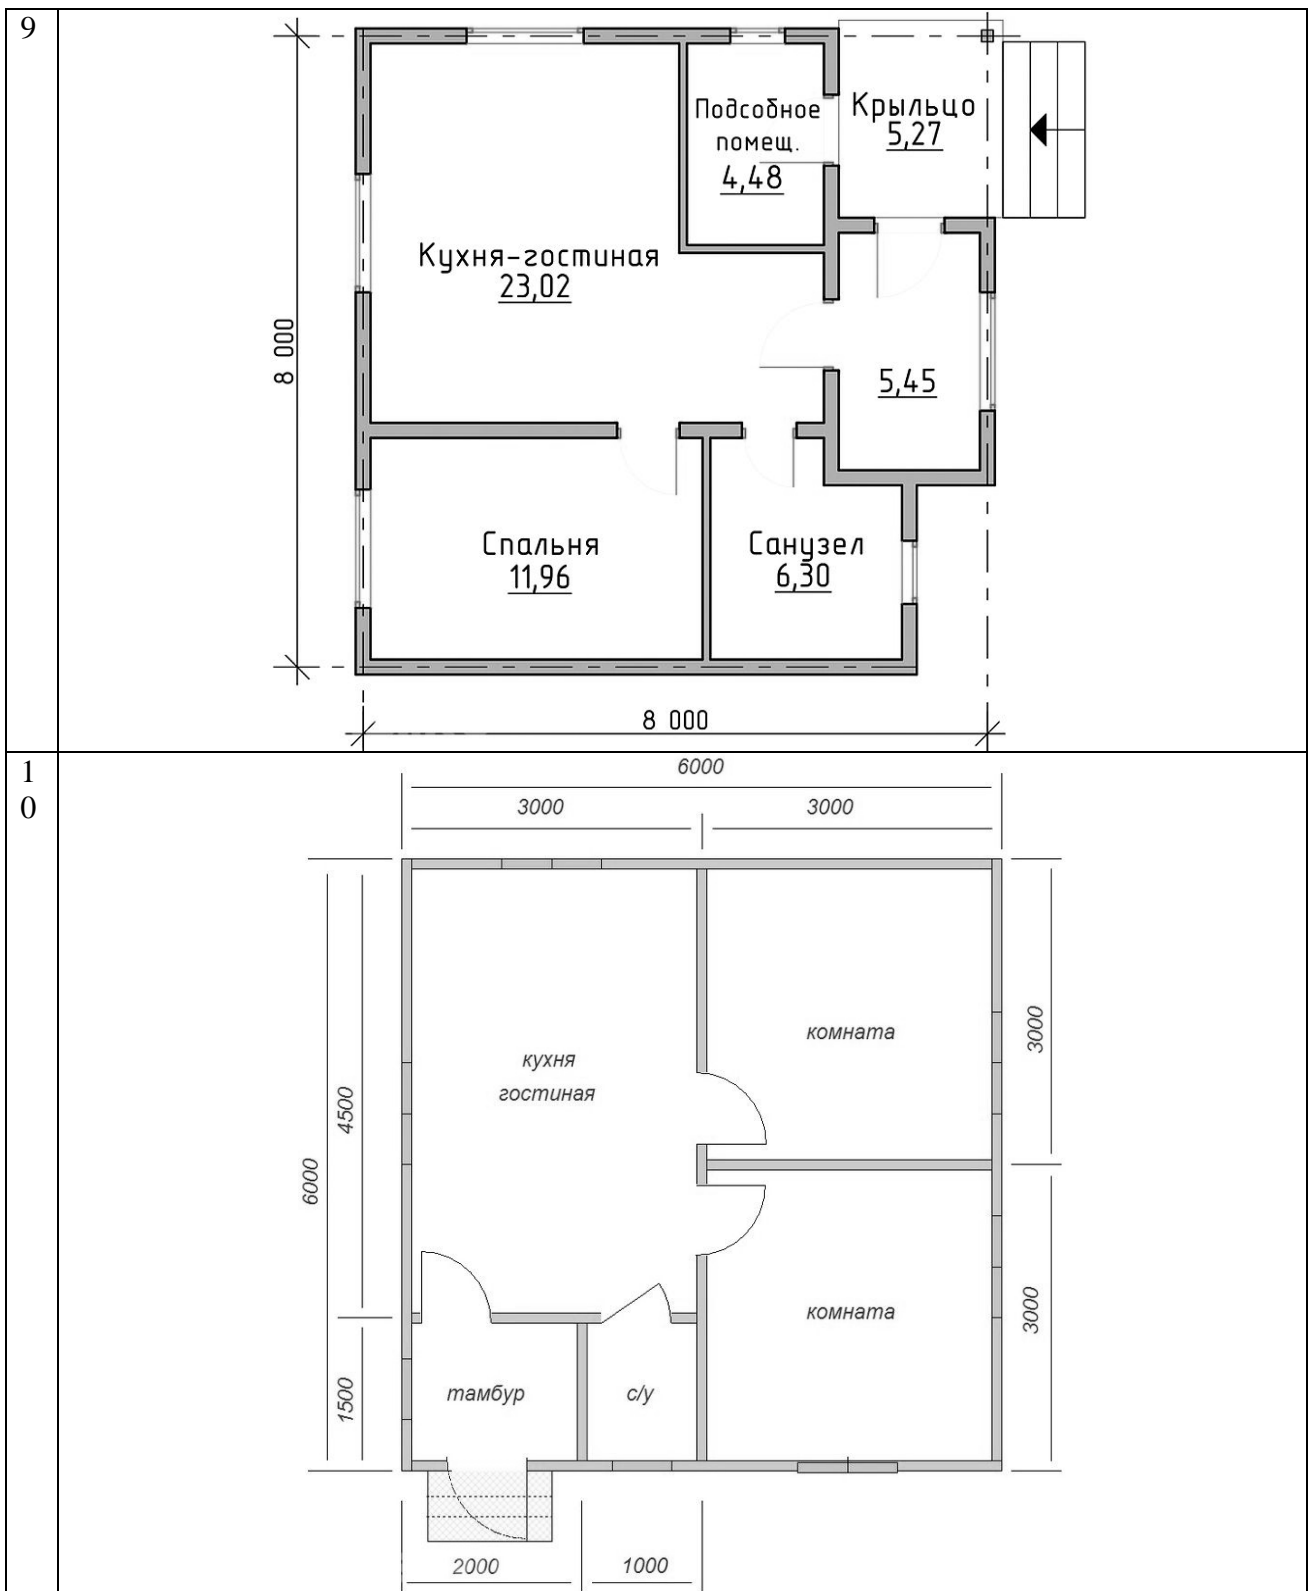 9
Подсобное
помещ.
4,48
Крыльцо
5,27
Кухня-гостиная
23,02
8 000
5,45
Спальня
11,96
Санузел
6,30
8 000
1
0
6000
3000
3000
комната
3000
кухня
гостиная
4500
6000
комната
3000
тамбур
с/у
1500
2000
1000